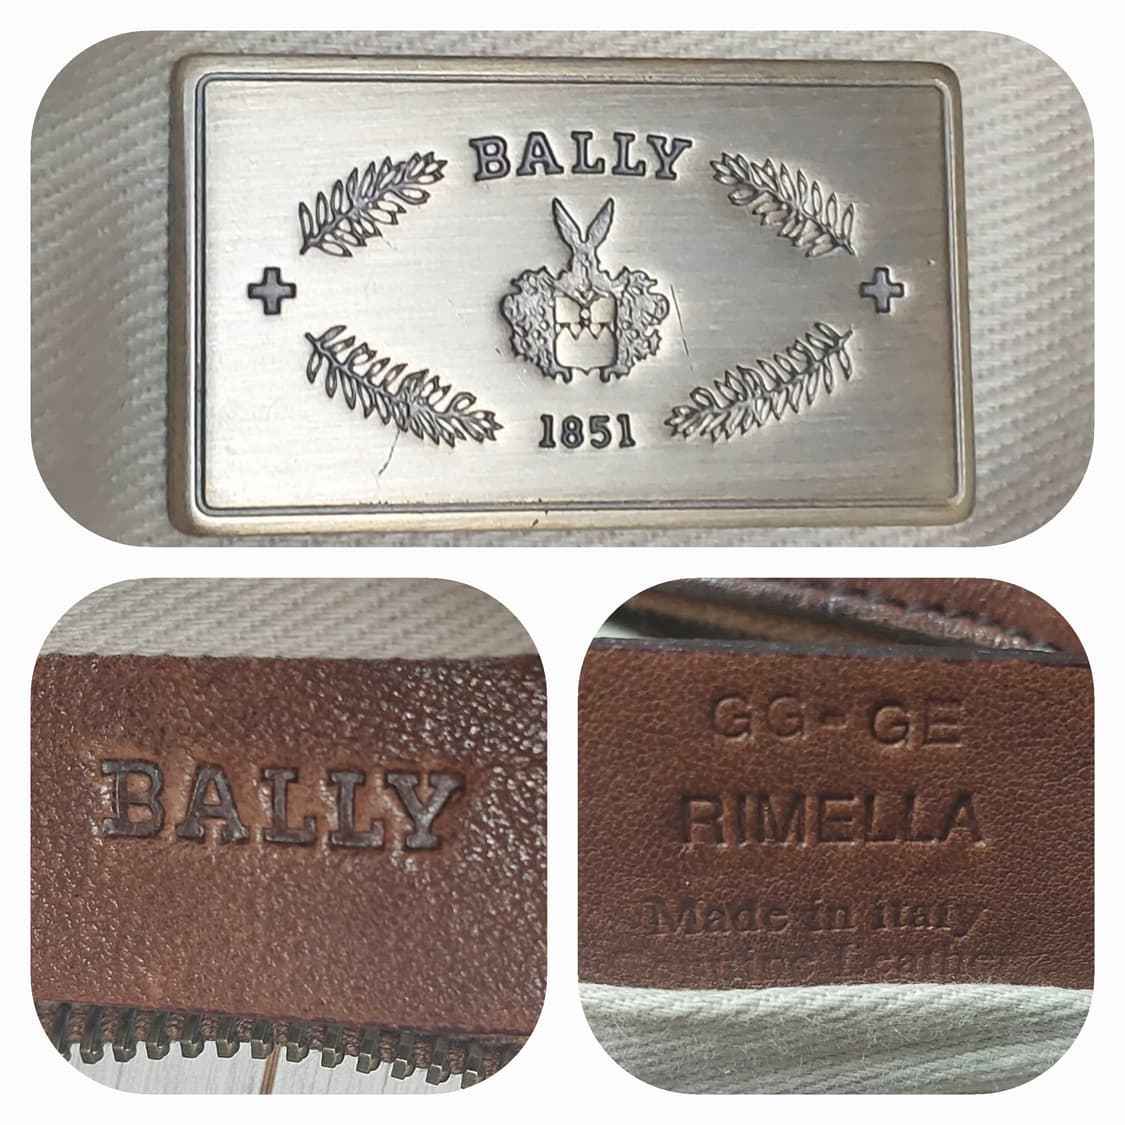 BALLY
1851
BALLY
GG-GE
RIMELLA
Made in italy
Genuine Leather